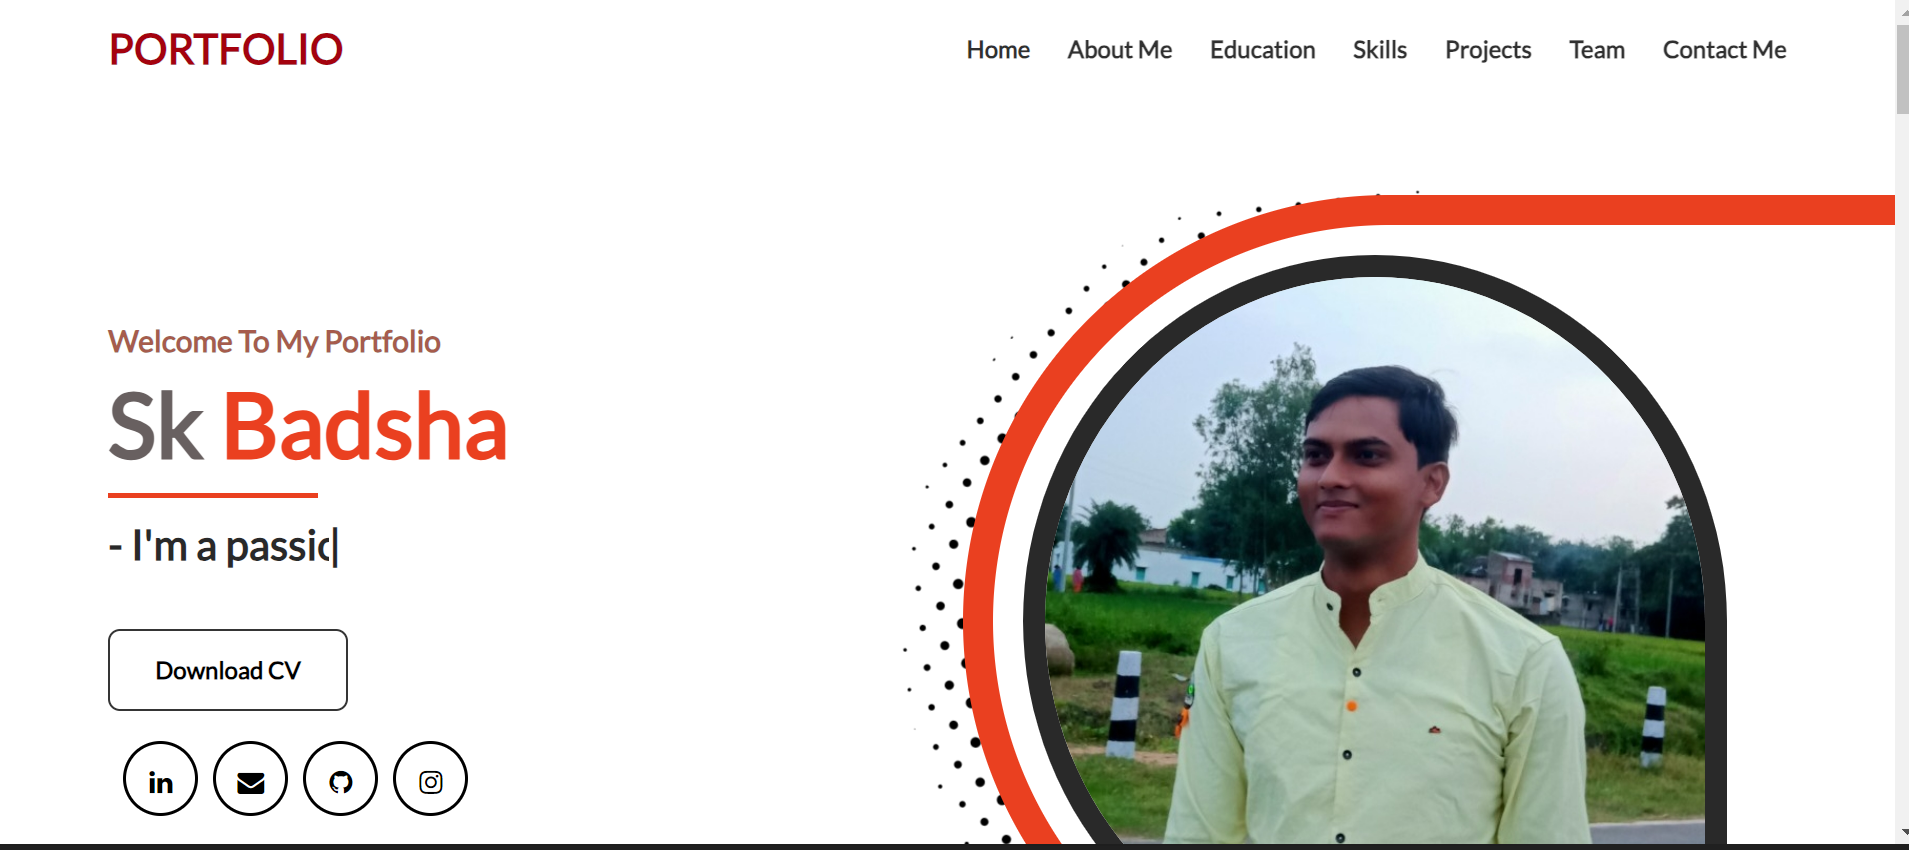 PORTFOLIO
Home About Me Education Skills Projects Team Contact Me
Welcome To My Portfolio
Sk Badsha
- I'm a passic|
Download CV
in